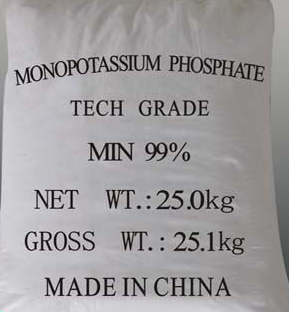 MONOPOTASSIUM PHOSPHATE
TECH GRADE
MIN 99%
NET WT.: 25.0kg
GROSS WT.: 25.1kg
MADE IN CHINA